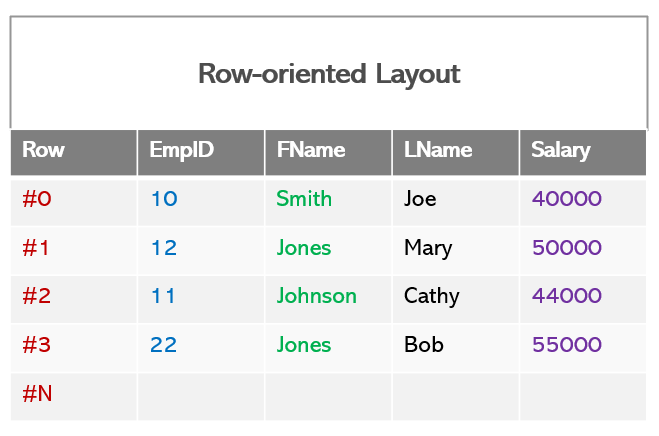 Row-oriented Layout
Row EmpID FName LName Salary
#0 10 Smith Joe 40000
#1 12 Jones Mary 50000
#2 11 Johnson Cathy 44000
#3 22 Jones Bob 55000
#N